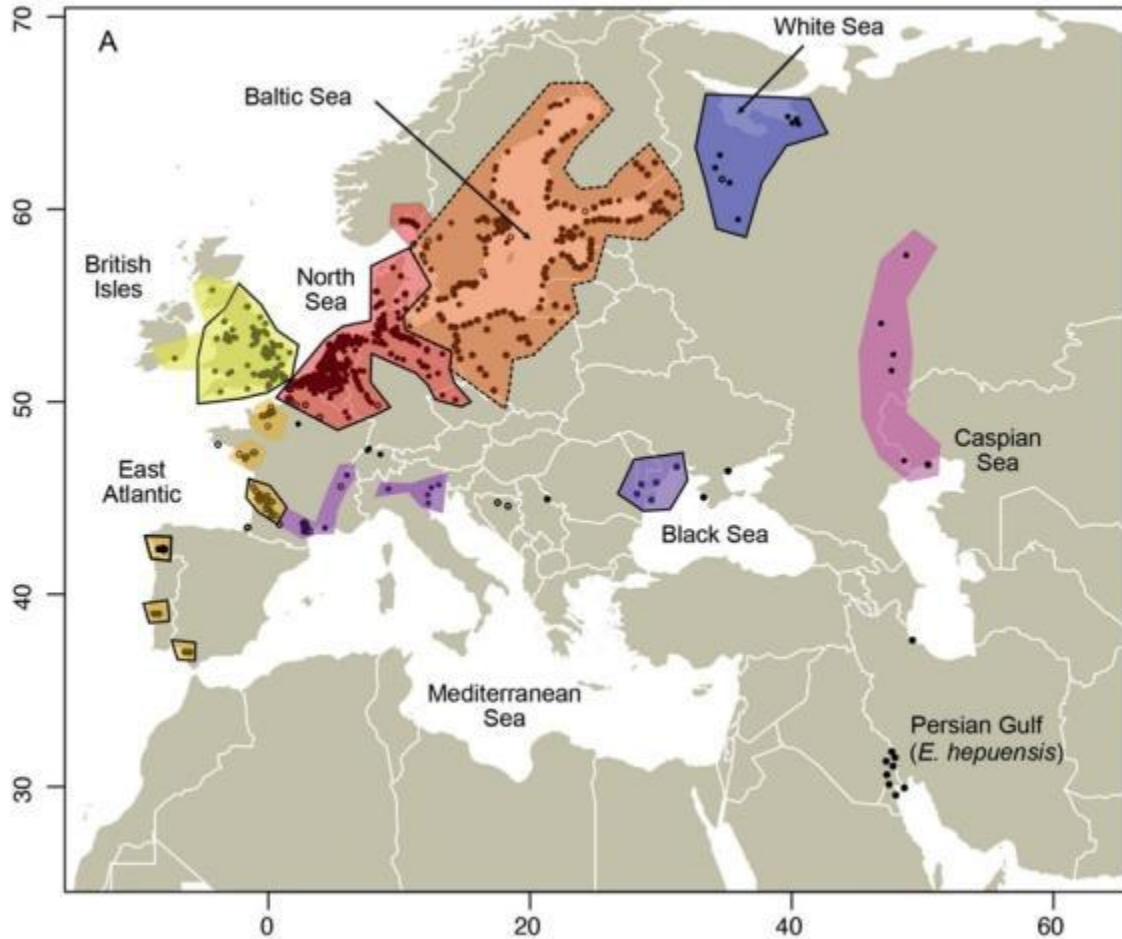 A
White Sea
Baltic Sea
British
Isles
North
Sea
East
Atlantic
Caspian
Sea
Black Sea
Mediterranean
Sea
Persian Gulf
(E. hepuensis)
70
60
50
40
30
0
20
40
60